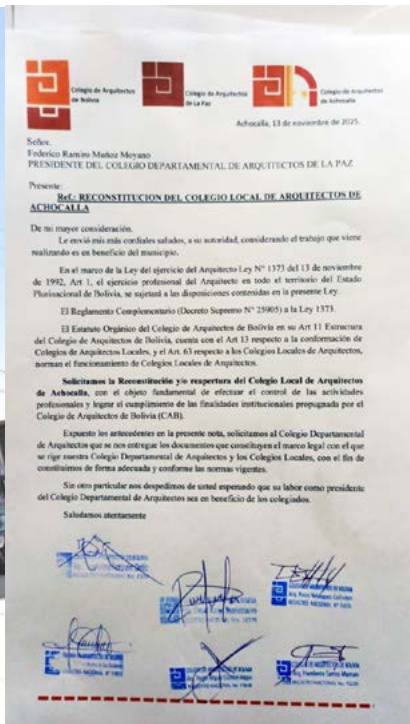 Colegio de Arquitectos
de Bolivia
Colegio de Arquitectos
de La Paz
Colegio de Arquitectos
de Achocalla
Achocalla, 13 de noviembre de 2025.
Señor.
Federico Ramiro Muñoz Moyano
PRESIDENTE DEL COLEGIO DEPARTAMENTAL DE ARQUITECTOS DE LA PAZ
Presente:
Ref.: RECONSTITUCION DEL COLEGIO LOCAL DE ARQUITECTOS DE
ACHOCALLA
De mi mayor consideración.
Le envió mis más cordiales saludos, a su autoridad, considerando el trabajo que viene
realizando es en beneficio del municipio.
En el marco de la Ley del ejercicio del Arquitecto Ley N° 1373 del 13 de noviembre
de 1992, Art 1, el ejercicio profesional del Arquitecto en todo el territorio del Estado
Plurinacional de Bolivia, se sujetará a las disposiciones contenidas en la presente Ley.
El Reglamento Complementario (Decreto Supremo N° 25905) a la Ley 1373.
El Estatuto Orgánico del Colegio de Arquitectos de Bolivia en su Art 11 Estructura
del Colegio de Arquitectos de Bolivia, cuenta con el Art 13 respecto a la conformación de
Colegios de Arquitectos Locales, y el Art. 63 respecto a los Colegios Locales de Arquitectos,
norman el funcionamiento de Colegios Locales de Arquitectos.
Solicitamos la Reconstitución y/o reapertura del Colegio Local de Arquitectos
de Achocalla, con el objeto fundamental de efectuar el control de las actividades
profesionales y lograr el cumplimiento de las finalidades institucionales propugnada por el
Colegio de Arquitectos de Bolivia (CAB).
Expuesto los antecedentes en la presente nota, solicitamos al Colegio Departamental
de Arquitectos que se nos entregue los documentos que constituyen el marco legal con el que
se rige nuestra Colegio Departamental de Arquitectos y los Colegios Locales, con el fin de
constituirnos de forma adecuada y conforme las normas vigentes.
Sin otro particular nos despedimos de usted esperando que su labor como presidente
del Colegio Departamental de Arquitectos sea en beneficio de los colegiados.
Saludamos atentamente